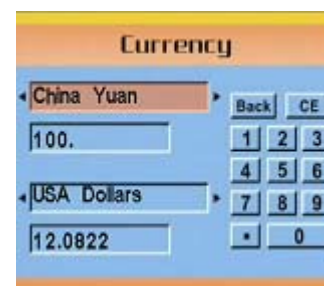 Currency
China Yuan
100.
USA Dollars
12.0822
Back CE
1 2 3
4 5 6
7 8 9
. 0